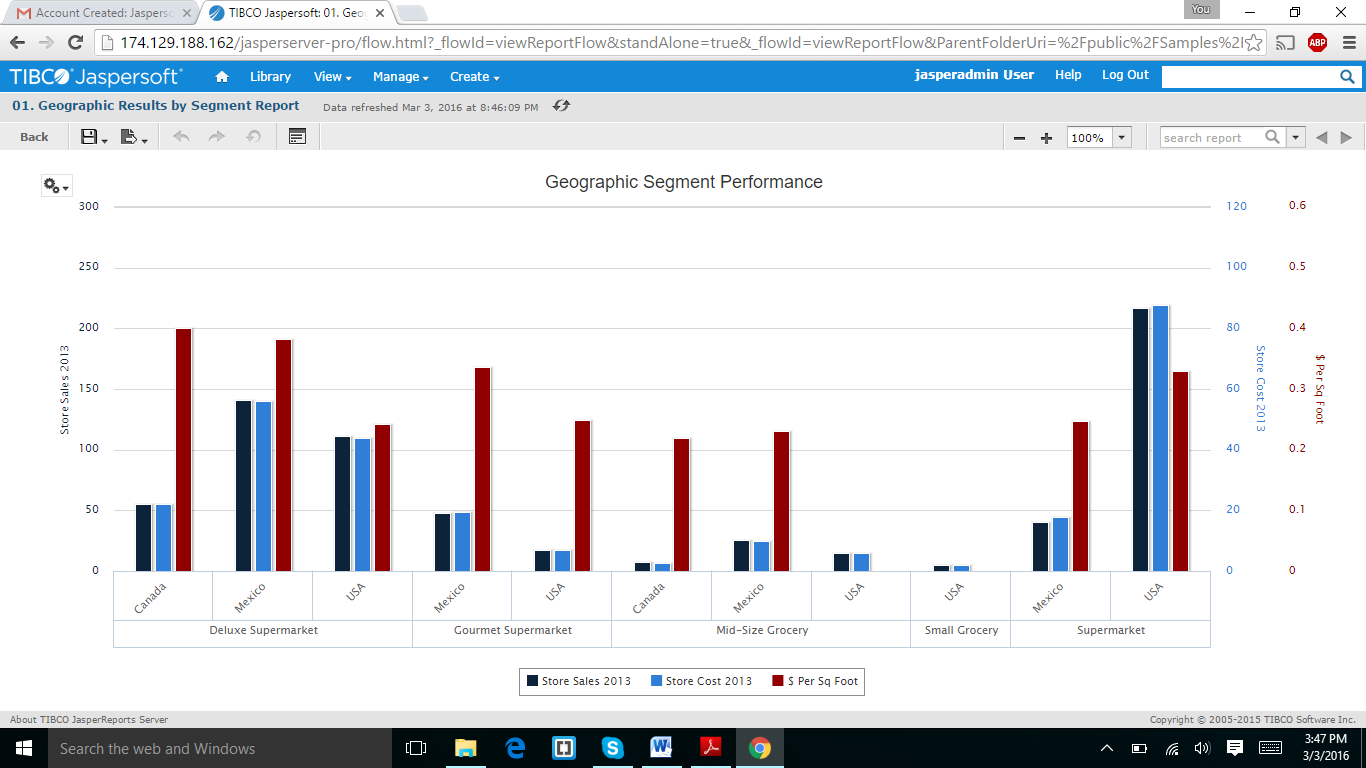 Account Created: Jaspersc
TIBCO Jaspersoft: 01. Geo
You
174.129.188.162/jasperserver-pro/flow.html?_flowId=viewReportFlow&standAlone=true&_flowId=viewReportFlow&ParentFolderUri=%2Fpublic%2FSamples%2
ABP
TIBCO Jaspersoft®
Library View Manage Create
jasperadmin User Help Log Out
01. Geographic Results by Segment Report
Data refreshed Mar 3, 2016 at 8:46:09 PM
Back
100%
search report
Geographic Segment Performance
300 120 0.6
250 100 0.5
200 80 0.4
150 60 0.3
100 40 0.2
50 20 0.1
0 0 0
Store Sales 2013
Store Cost 2013
$ Per Sq Foot
Canada Mexico USA Mexico USA Canada Mexico USA USA Mexico USA
Deluxe Supermarket Gourmet Supermarket Mid-Size Grocery Small Grocery Supermarket
Store Sales 2013 Store Cost 2013 $ Per Sq Foot
About TIBCO JasperReports Server
Copyright © 2005-2015 TIBCO Software Inc.
Search the web and Windows
3:47 PM
3/3/2016